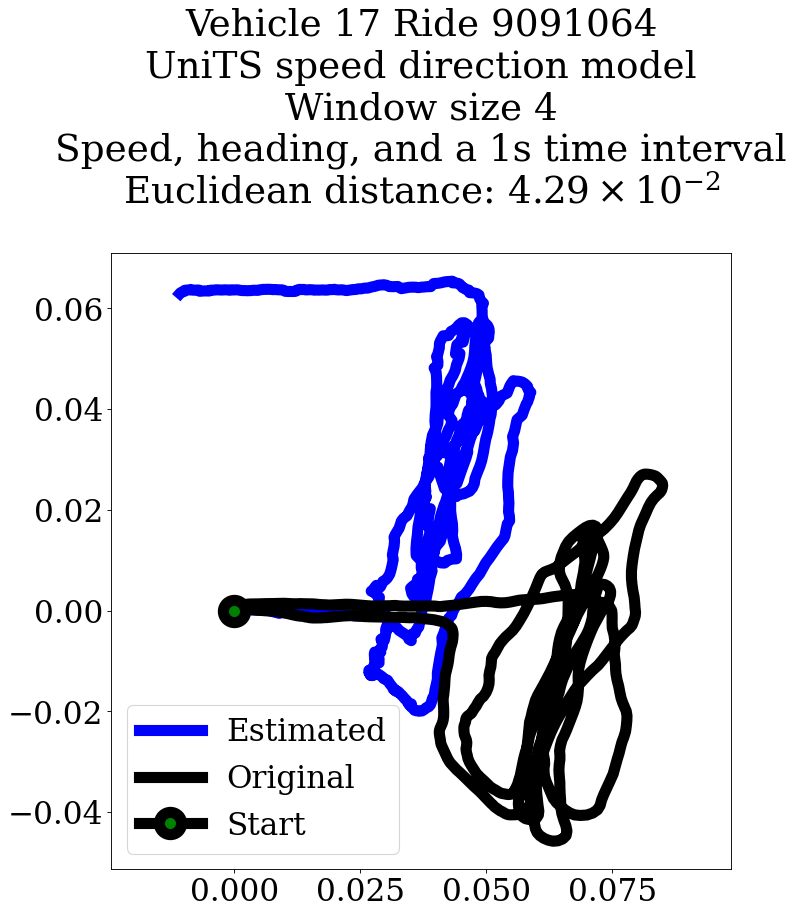 Vehicle 17 Ride 9091064
UniTS speed direction model
Window size 4
Speed, heading, and a 1s time interval
Euclidean distance: 4.29 × 10⁻²
0.06
0.04
0.02
0.00
−0.02
−0.04
Estimated
Original
Start
0.000 0.025 0.050 0.075